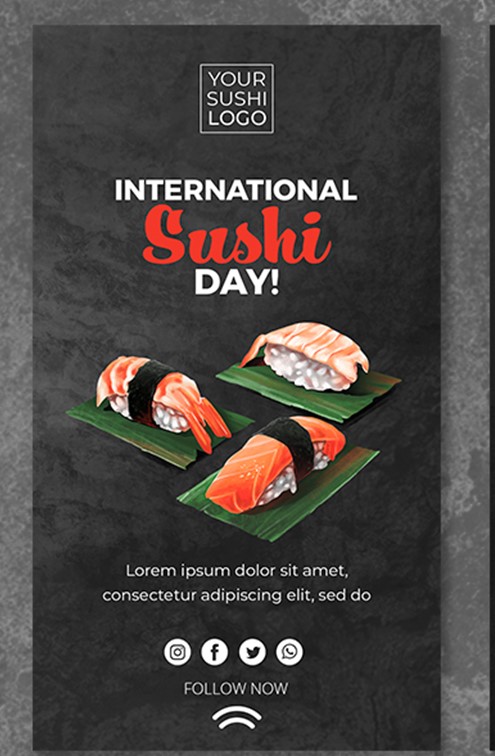 YOUR
SUSHI
LOGO
INTERNATIONAL
Sushi
DAY!
Lorem ipsum dolor sit amet,
consectetur adipiscing elit, sed do
FOLLOW NOW